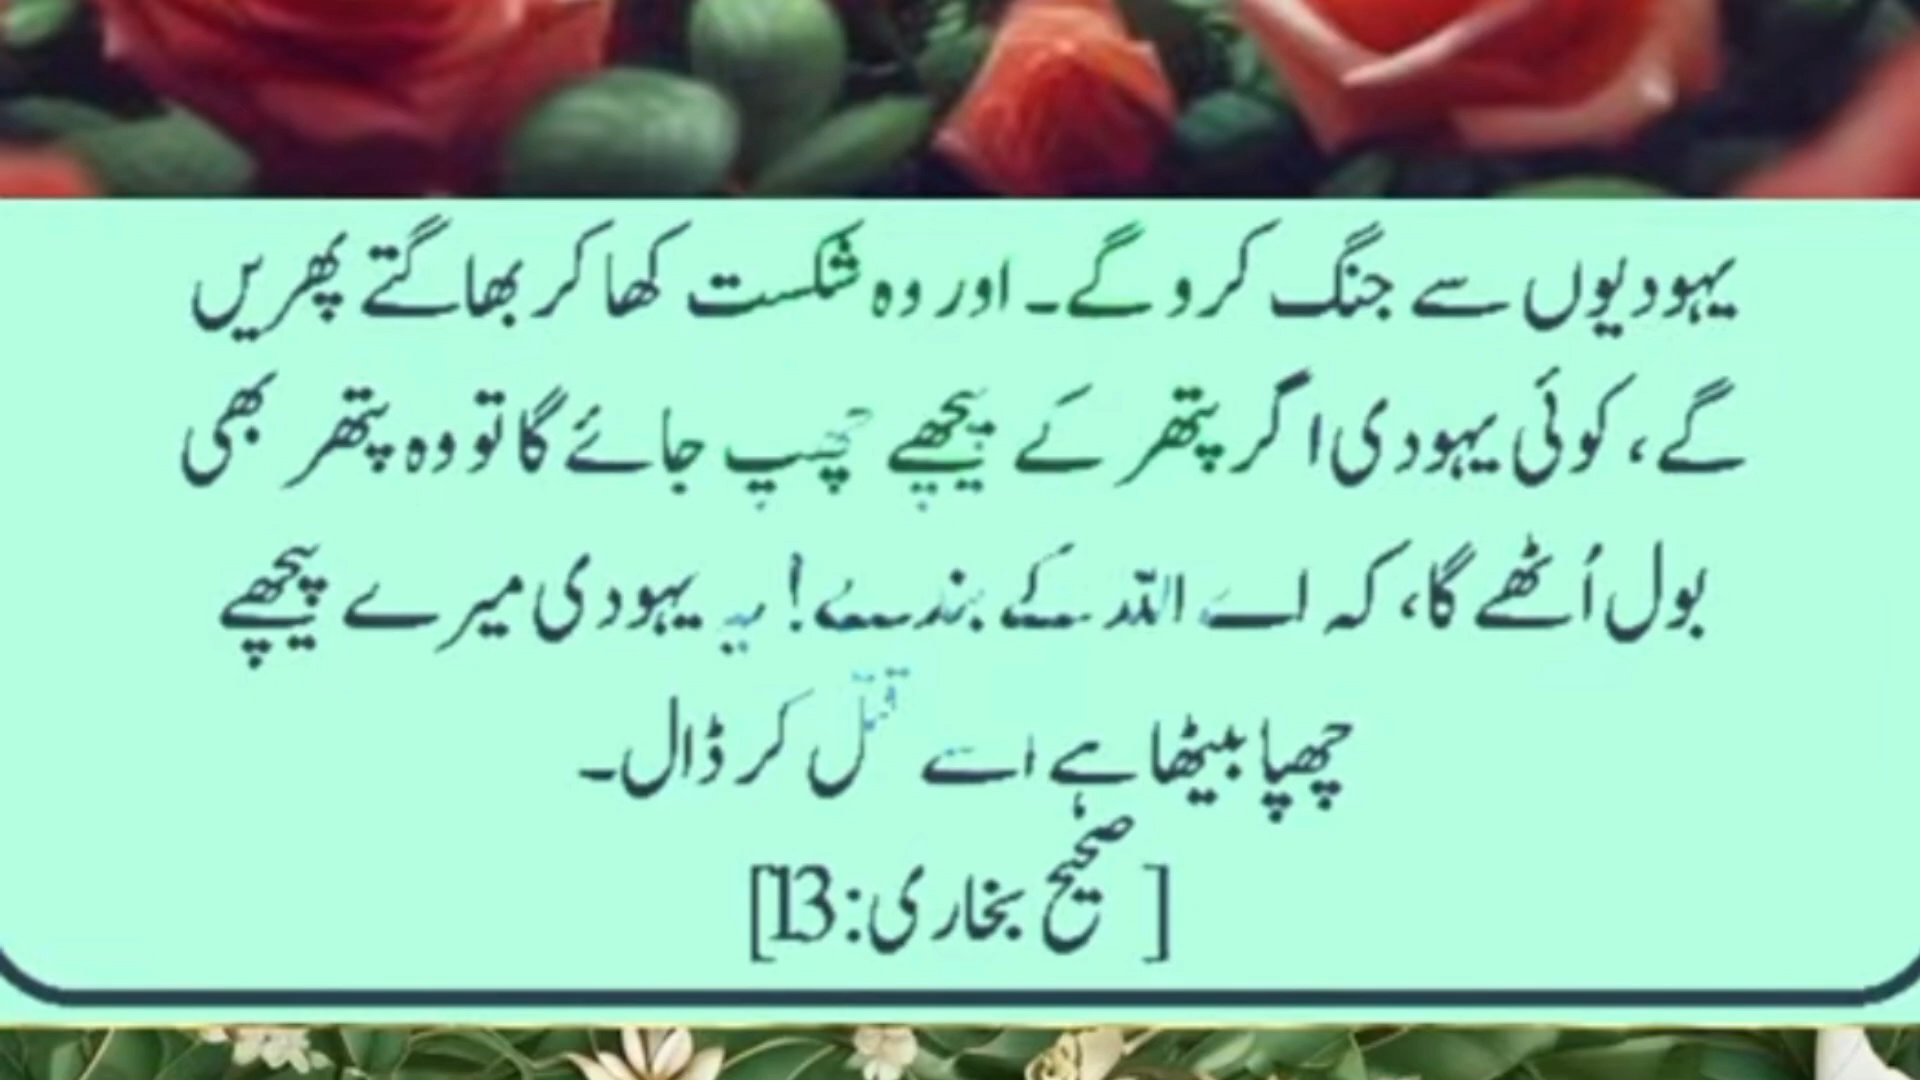 یہودیوں سے جنگ کرو گے۔ اور وہ شکست کھا کر بھاگتے پھریں
گے، کوئی یہودی اگر پتھر کے پیچھے چھپ جائے گا تو وہ پتھر بھی
بول اُٹھے گا، کہ اے اللہ کے بندے! یہ یہودی میرے پیچھے
چھپا بیٹھا ہے اسے قتل کر ڈال۔
[صحیح بخاری:13]